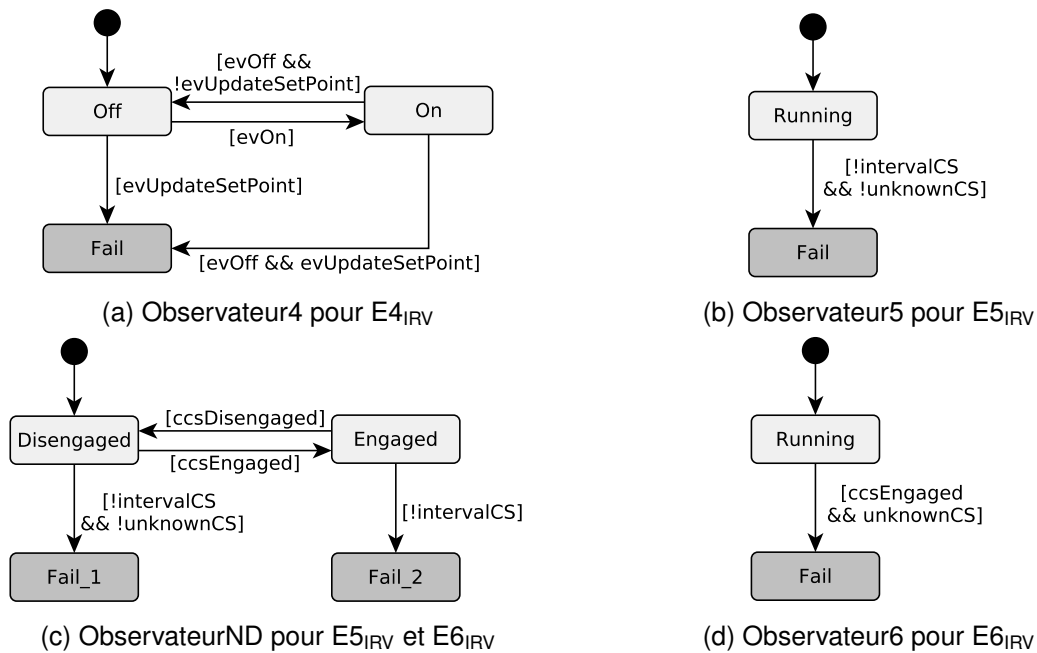 [evOff &&
!evUpdateSetPoint]
Off
On
[evOn]
[evUpdateSetPoint]
Fail
[evOff && evUpdateSetPoint]
(a) Observateur4 pour E4IRV
Running
[!intervalCS
&& !unknownCS]
Fail
(b) Observateur5 pour E5IRV
[ccsDisengaged]
Disengaged
Engaged
[ccsEngaged]
[!intervalCS
&& !unknownCS]
[!intervalCS]
Fail_1
Fail_2
(c) ObservateurND pour E5IRV et E6IRV
Running
[ccsEngaged
&& unknownCS]
Fail
(d) Observateur6 pour E6IRV